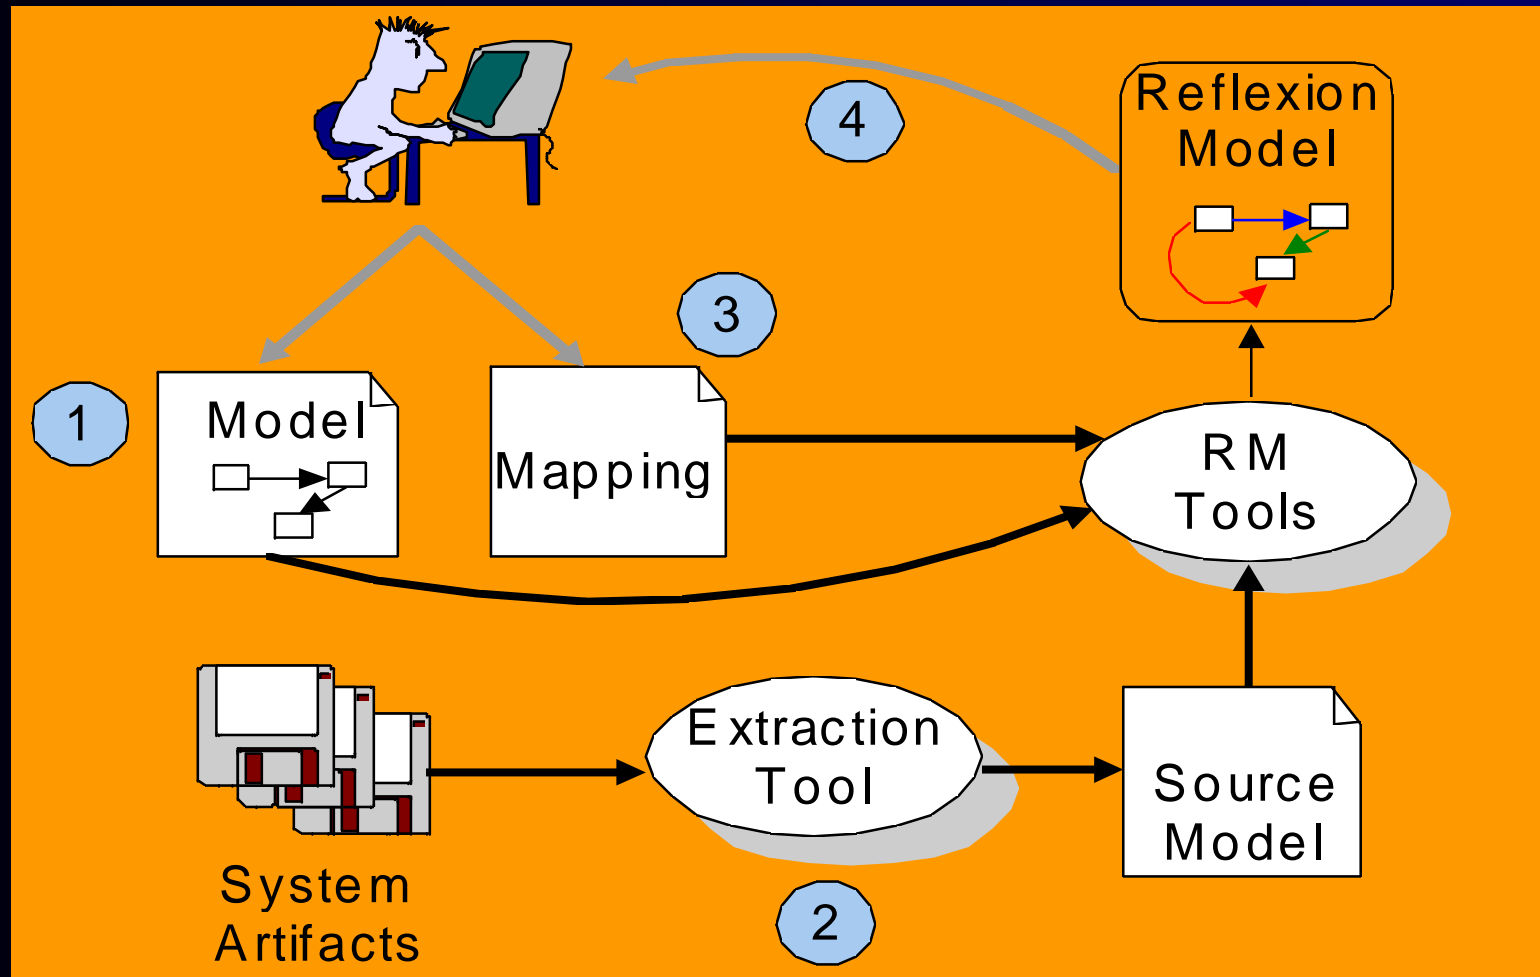 4
Reflexion
Model
3
1
Model
Mapping
RM
Tools
Extraction
Tool
Source
Model
System
Artifacts
2